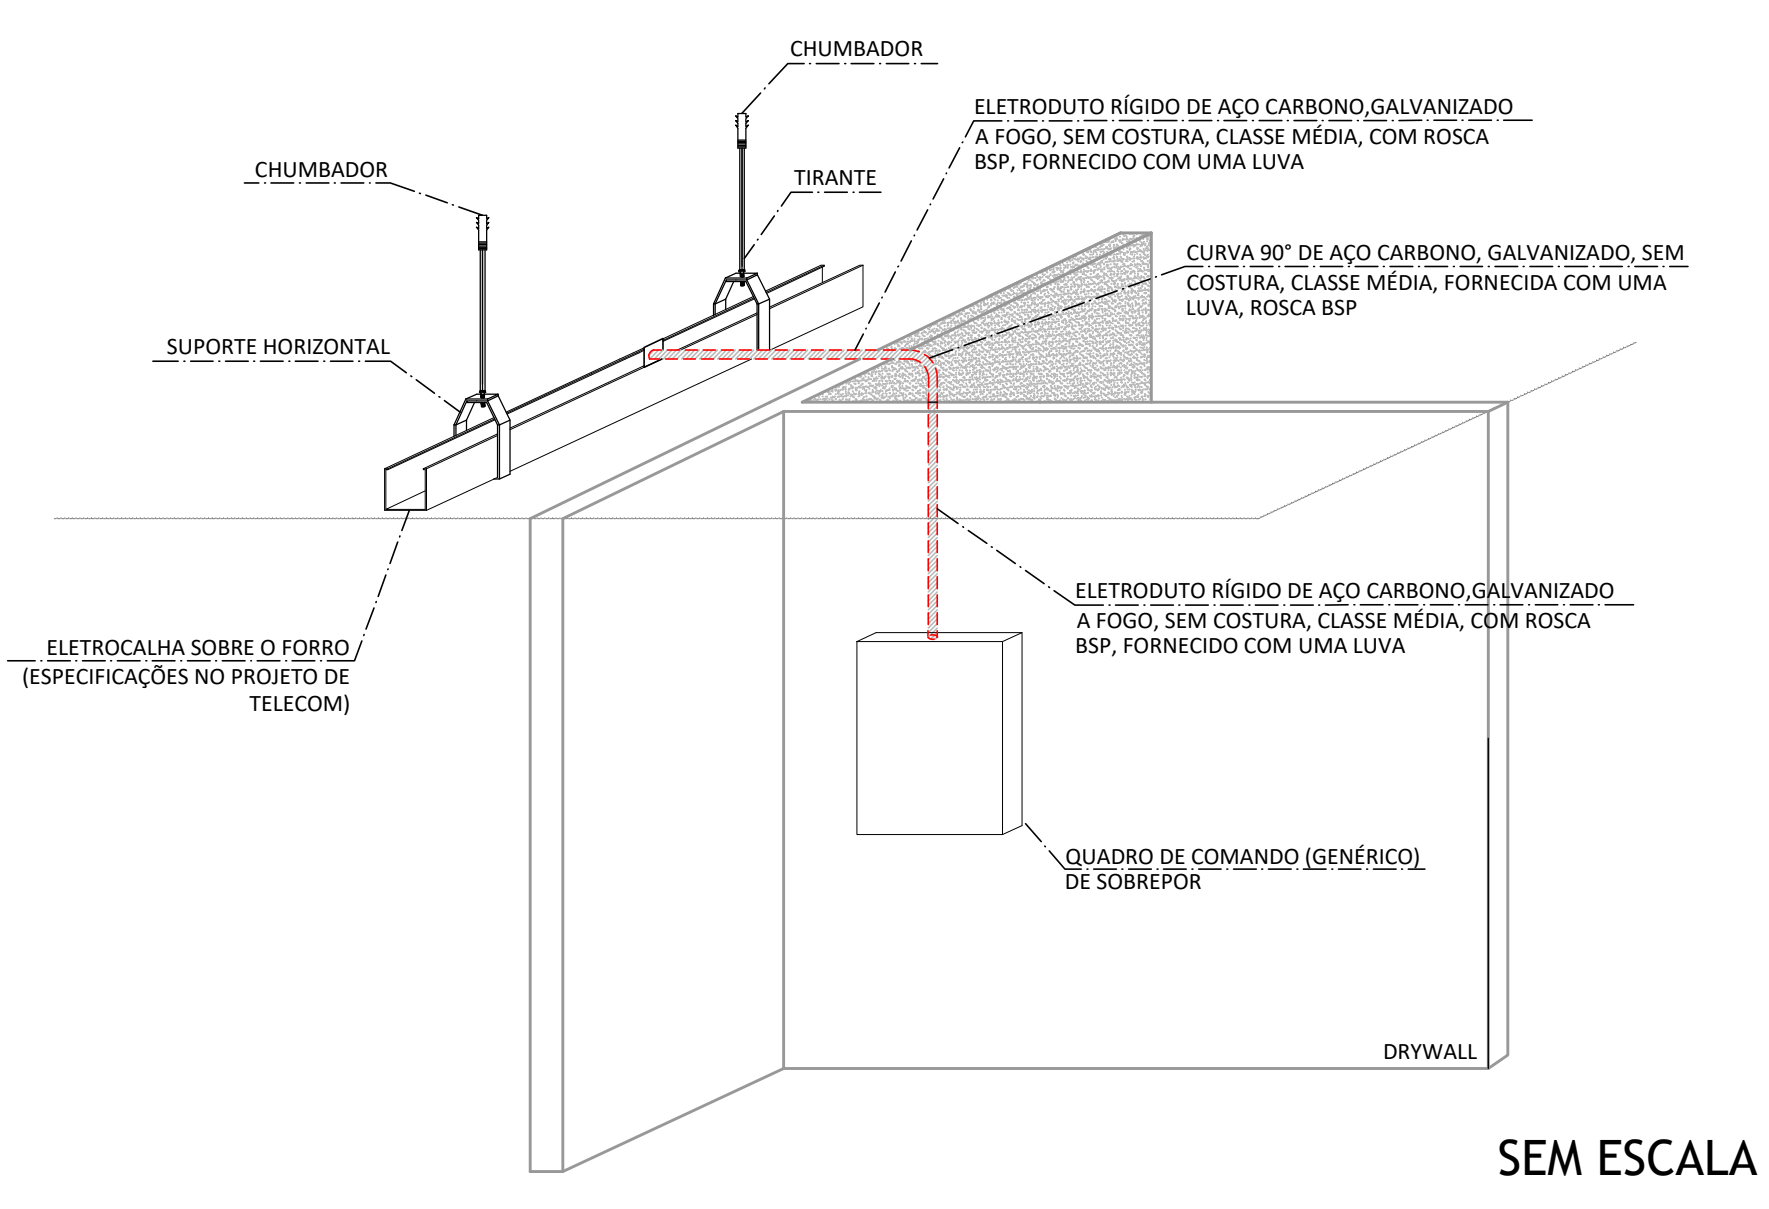 CHUMBADOR
ELETRODUTO RÍGIDO DE AÇO CARBONO,GALVANIZADO
A FOGO, SEM COSTURA, CLASSE MÉDIA, COM ROSCA
BSP, FORNECIDO COM UMA LUVA
CHUMBADOR
TIRANTE
CURVA 90° DE AÇO CARBONO, GALVANIZADO, SEM
COSTURA, CLASSE MÉDIA, FORNECIDA COM UMA
LUVA, ROSCA BSP
SUPORTE HORIZONTAL
ELETRODUTO RÍGIDO DE AÇO CARBONO,GALVANIZADO
A FOGO, SEM COSTURA, CLASSE MÉDIA, COM ROSCA
BSP, FORNECIDO COM UMA LUVA
ELETROCALHA SOBRE O FORRO
(ESPECIFICAÇÕES NO PROJETO DE
TELECOM)
QUADRO DE COMANDO (GENÉRICO)
DE SOBREPOR
DRYWALL
SEM ESCALA